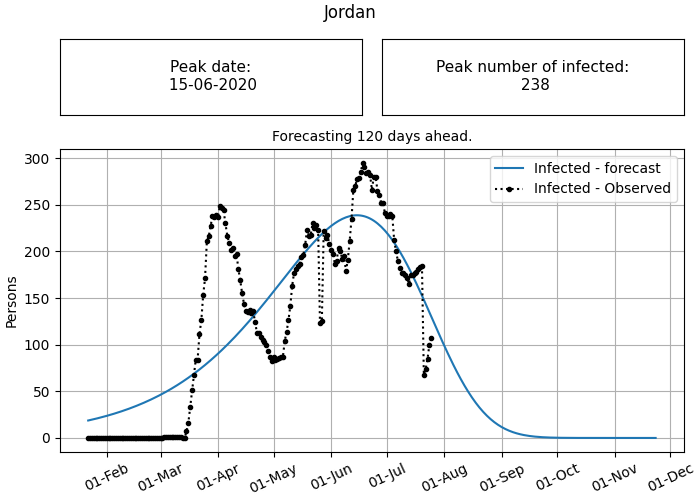 Jordan
Peak date:
15-06-2020
Peak number of infected:
238
Forecasting 120 days ahead.
Infected - forecast
Infected - Observed
Persons
300
250
200
150
100
50
0
01-Feb
01-Mar
01-Apr
01-May
01-Jun
01-Jul
01-Aug
01-Sep
01-Oct
01-Nov
01-Dec